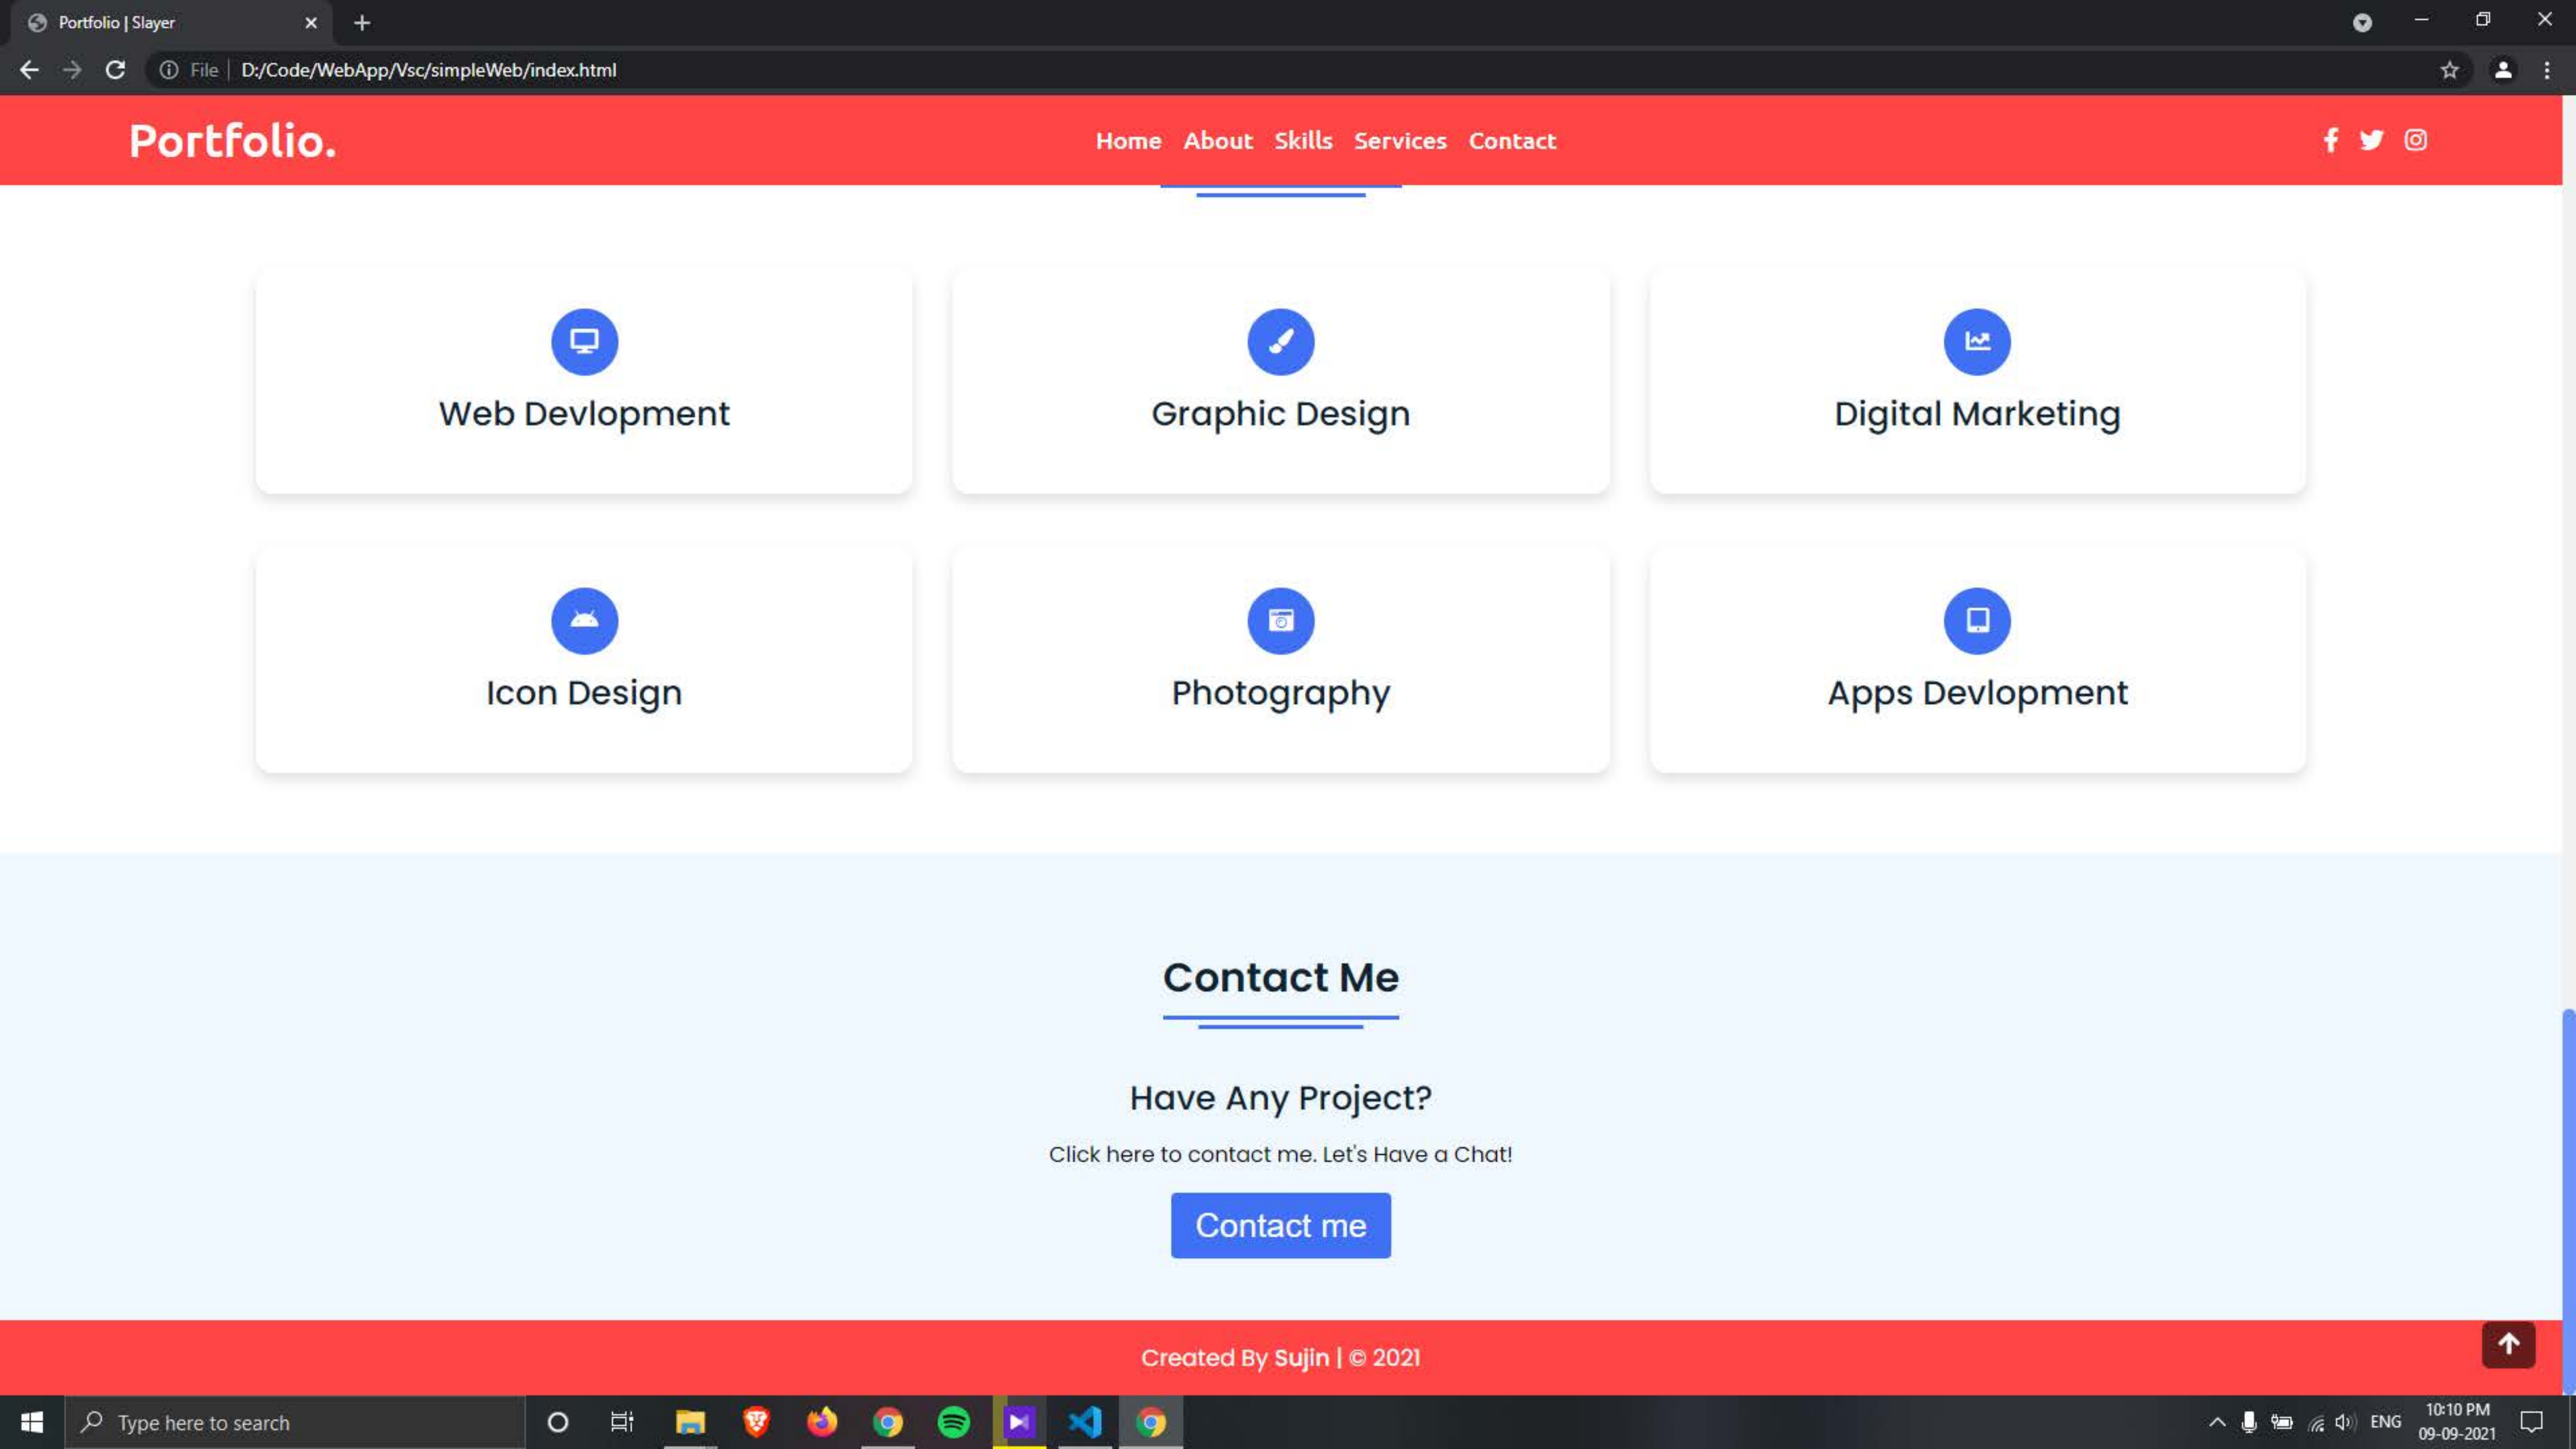 Portfolio | Slayer
File D:/Code/WebApp/Vsc/simpleWeb/index.html
Portfolio.
Home About Skills Services Contact
Web Devlopment
Graphic Design
Digital Marketing
Icon Design
Photography
Apps Devlopment
Contact Me
Have Any Project?
Click here to contact me. Let's Have a Chat!
Contact me
Created By Sujin | © 2021
Type here to search
ENG
10:10 PM
09-09-2021